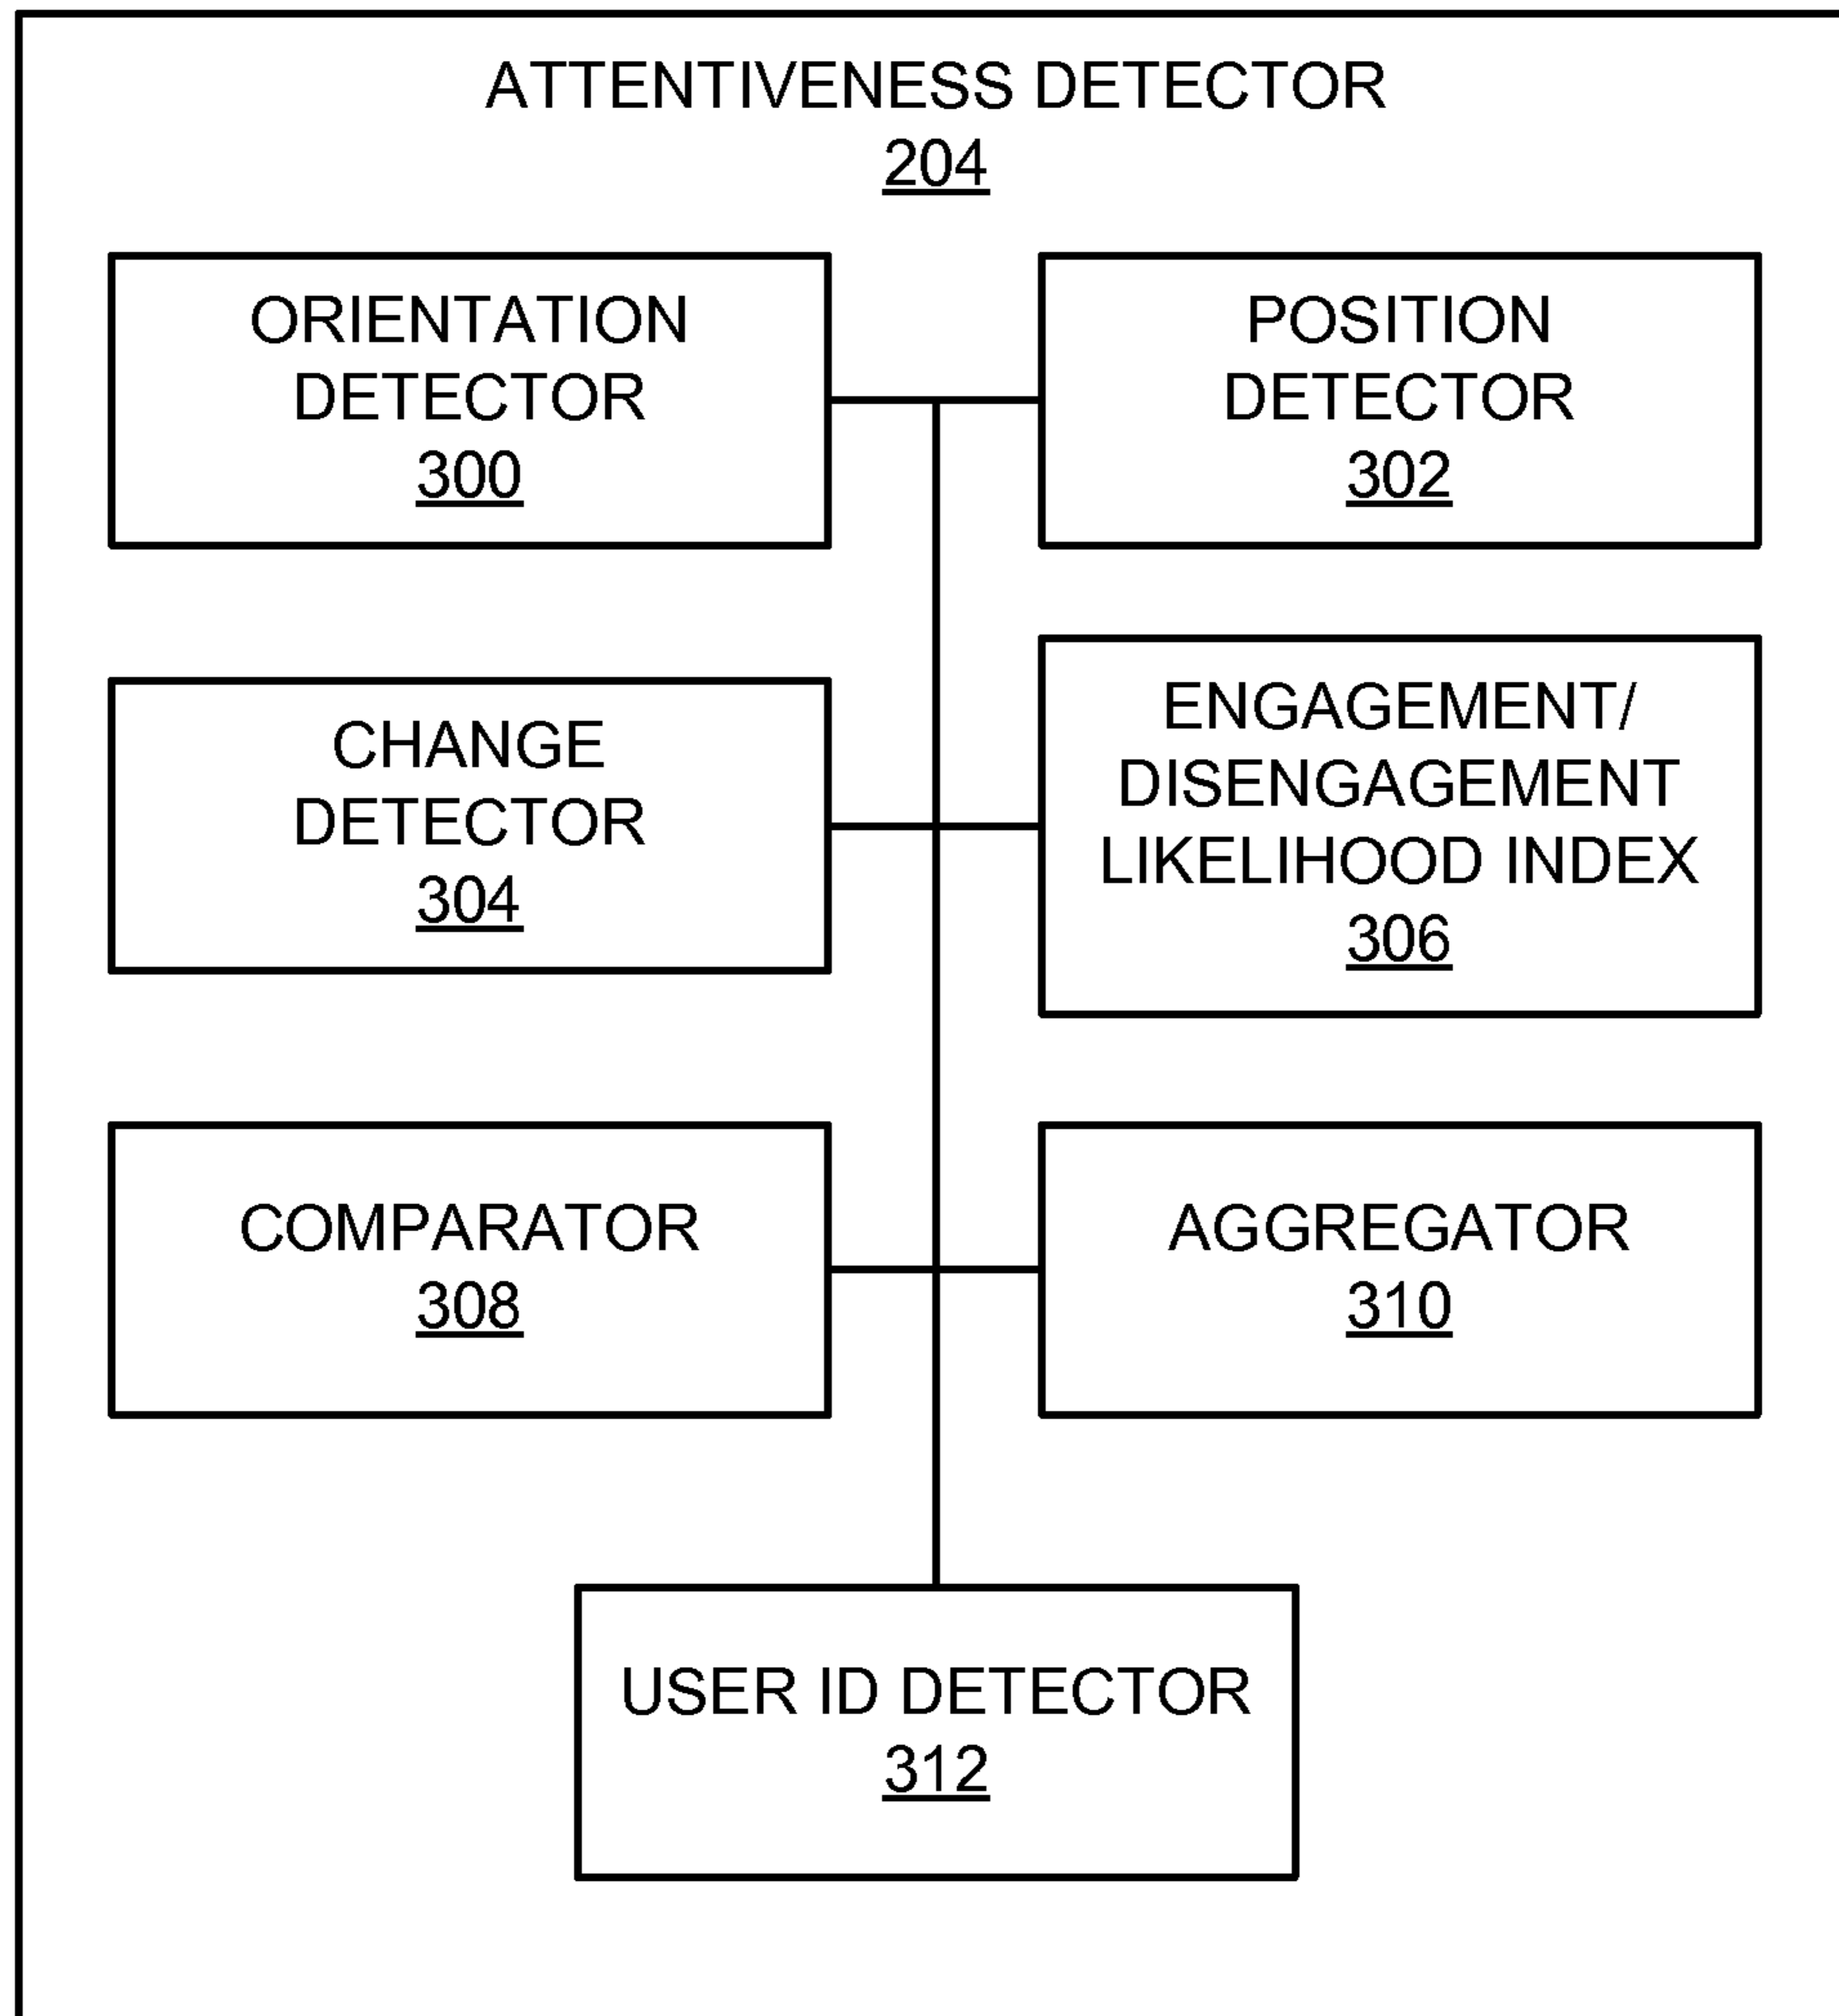 ATTENTIVENESS DETECTOR
204
ORIENTATION
DETECTOR
300
POSITION
DETECTOR
302
CHANGE
DETECTOR
304
ENGAGEMENT/
DISENGAGEMENT
LIKELIHOOD INDEX
306
COMPARATOR
308
AGGREGATOR
310
USER ID DETECTOR
312